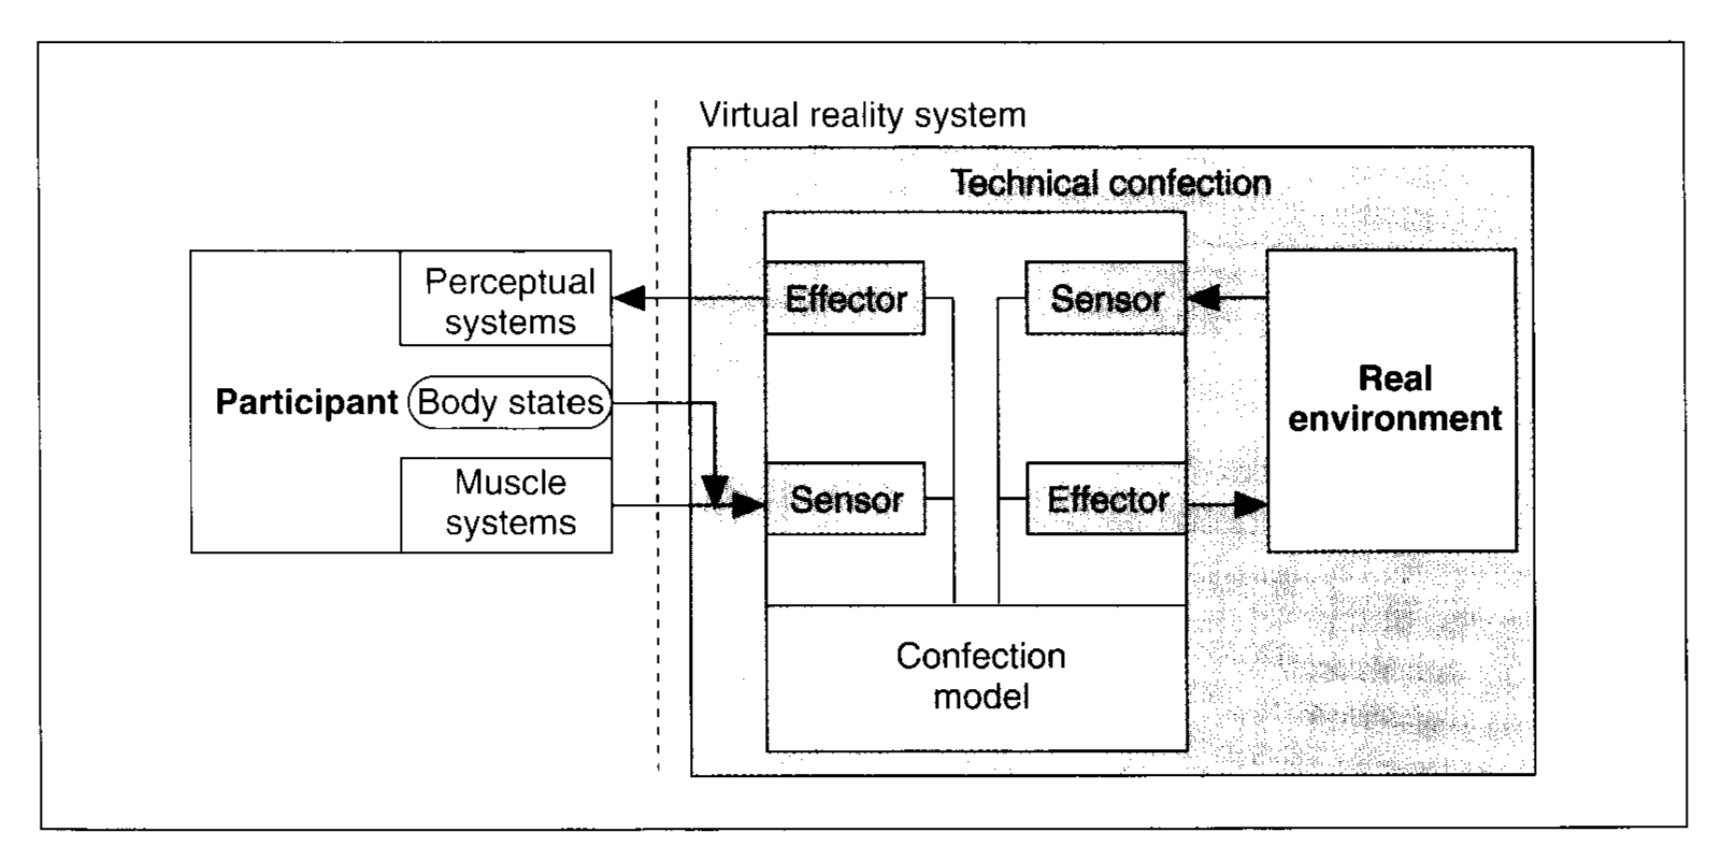 Virtual reality system
Technical confection
Perceptual
systems
Effector
Sensor
Participant
Body states
Real
environment
Muscle
systems
Sensor
Effector
Confection
model